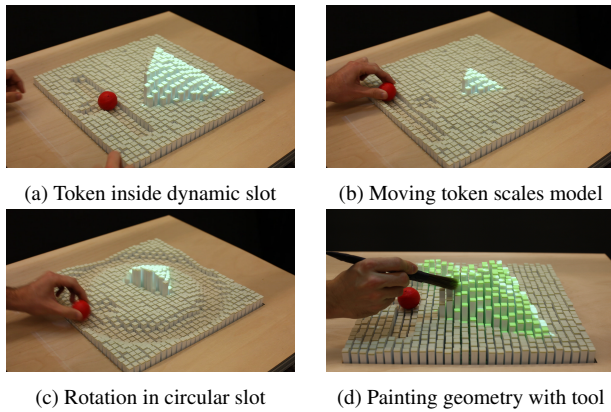 (a) Token inside dynamic slot
(b) Moving token scales model
(c) Rotation in circular slot
(d) Painting geometry with tool